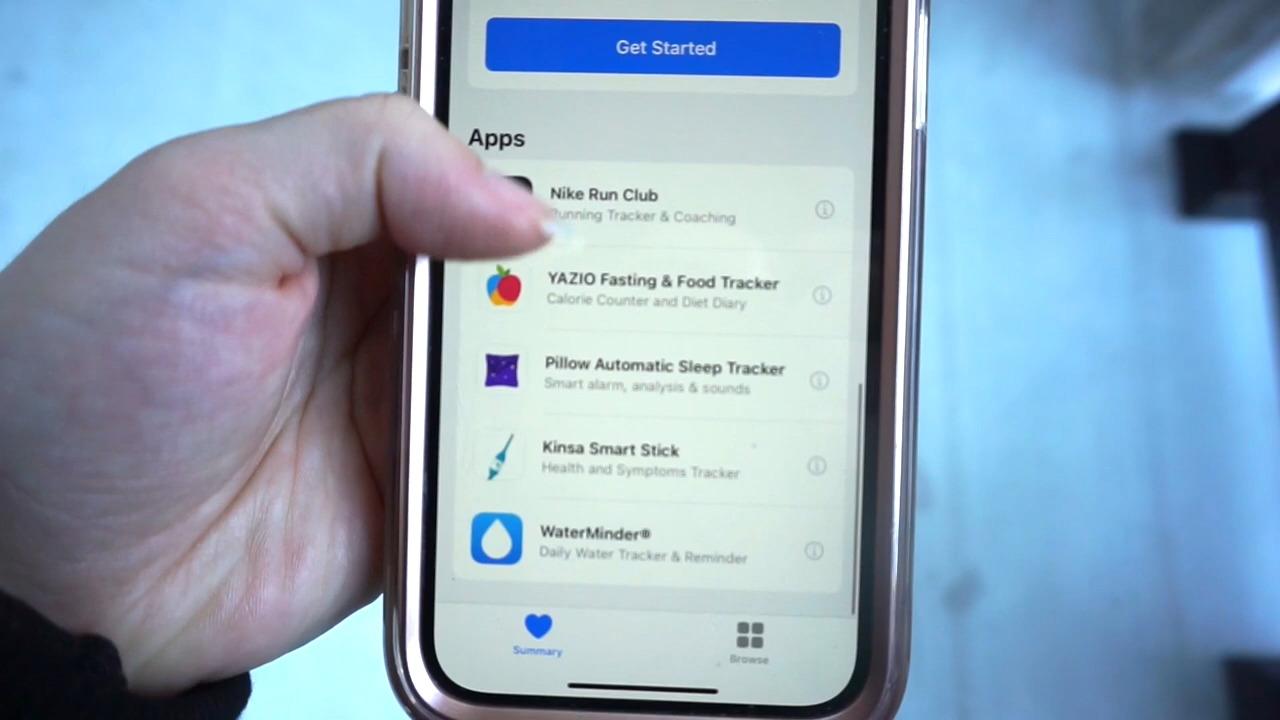 Get Started
Apps
Nike Run Club
Running Tracker & Coaching
YAZIO Fasting & Food Tracker
Calorie Counter and Diet Diary
Pillow Automatic Sleep Tracker
Smart alarm, analysis & sounds
Kinsa Smart Stick
Health and Symptoms Tracker
WaterMinder®
Daily Water Tracker & Reminder
Summary
Browse